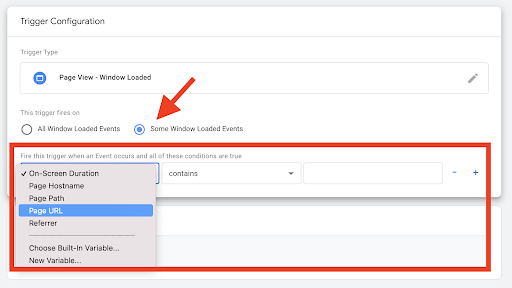 Trigger Configuration
Trigger Type
Page View - Window Loaded
This trigger fires on
All Window Loaded Events
Some Window Loaded Events
Fire this trigger when an Event occurs and all of these conditions are true
✓ On-Screen Duration
contains
- +
Page Hostname
Page Path
Page URL
Referrer
Choose Built-In Variable...
New Variable...